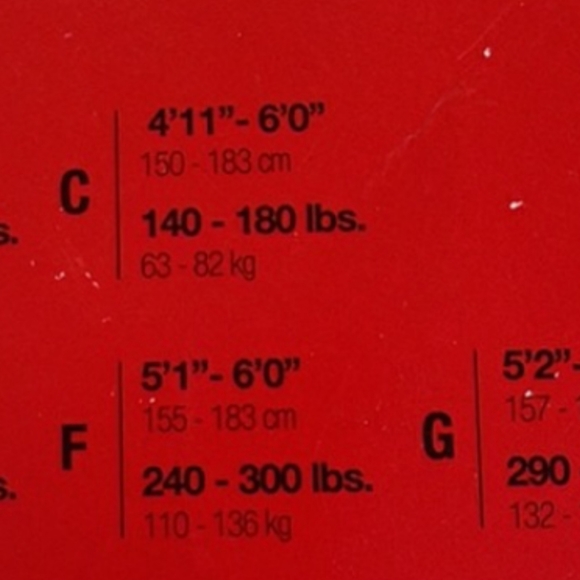 C
4'11”- 6'0”
150 - 183 cm
140 - 180 lbs.
63 - 82 kg
s.
F
5'1”- 6'0”
155 - 183 cm
240 - 300 lbs.
110 - 136 kg
s.
G
5'2”-
157 -
290
132 -